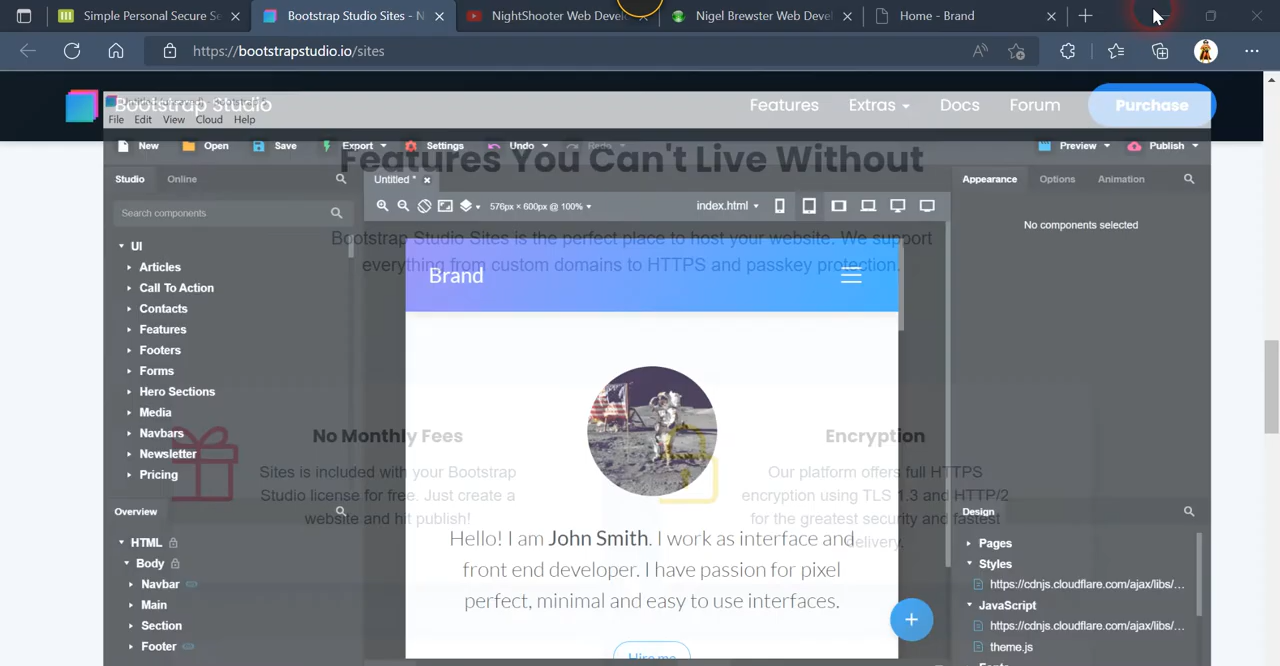 Simple Personal Secure Se
Bootstrap Studio Sites - N
NightShooter Web Devel
Nigel Brewster Web Devel
Home - Brand
https://bootstrapstudio.io/sites
Bootstrap Studio
Features
Extras
Docs
Forum
Purchase
File Edit View Cloud Help
New
Open
Save
Export
Settings
Undo
Redo
Preview
Publish
Features You Can't Live Without
Studio
Online
Untitled *
Appearance
Options
Animation
Search components
576px × 600px @ 100%
index.html
No components selected
Bootstrap Studio Sites is the perfect place to host your website. We support
everything from custom domains to HTTPS and passkey protection.
Brand
UI
Articles
Call To Action
Contacts
Features
Footers
Forms
Hero Sections
Media
Navbars
Newsletter
Pricing
No Monthly Fees
Sites is included with your Bootstrap
Studio license for free. Just create a
website and hit publish!
Encryption
Our platform offers full HTTPS
encryption using TLS 1.3 and HTTP/2
for the greatest security and fastest
delivery.
Hello! I am John Smith. I work as interface and
front end developer. I have passion for pixel
perfect, minimal and easy to use interfaces.
Hire me
Overview
HTML
Body
Navbar
Main
Section
Footer
Design
Pages
Styles
https://cdnjs.cloudflare.com/ajax/libs/...
JavaScript
https://cdnjs.cloudflare.com/ajax/libs/...
theme.js